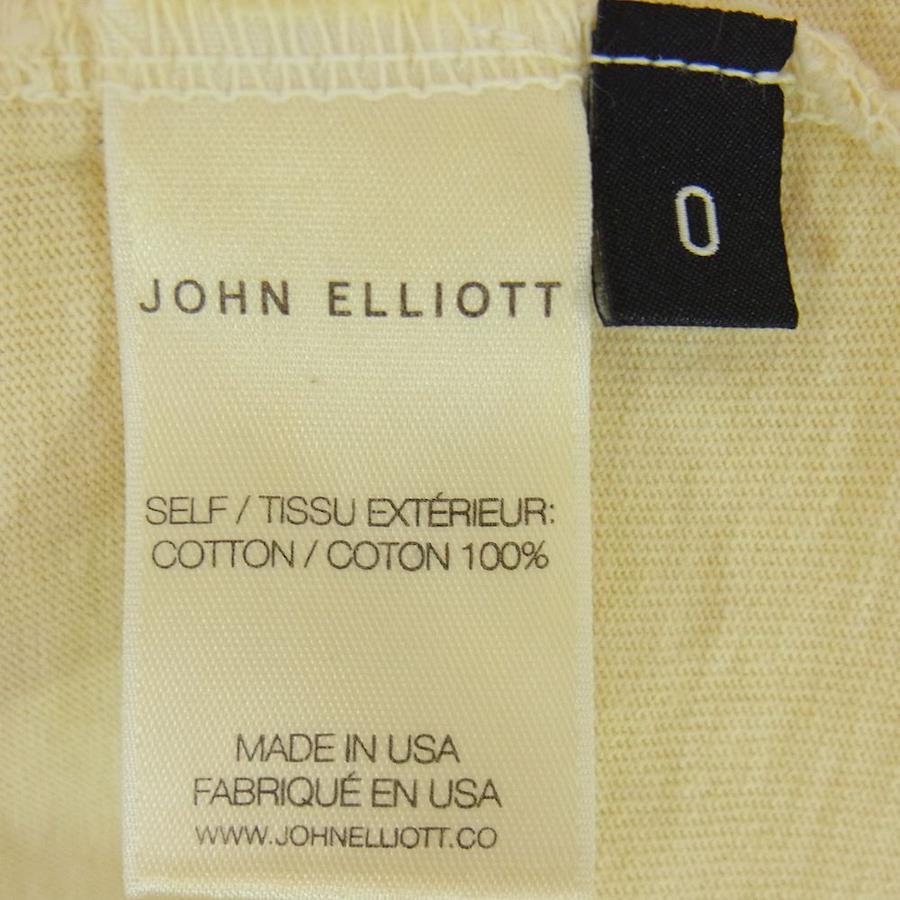 0
JOHN ELLIOTT
SELF / TISSU EXTÉRIEUR:
COTTON / COTON 100%
MADE IN USA
FABRIQUÉ EN USA
WWW.JOHNELLIOTT.CO